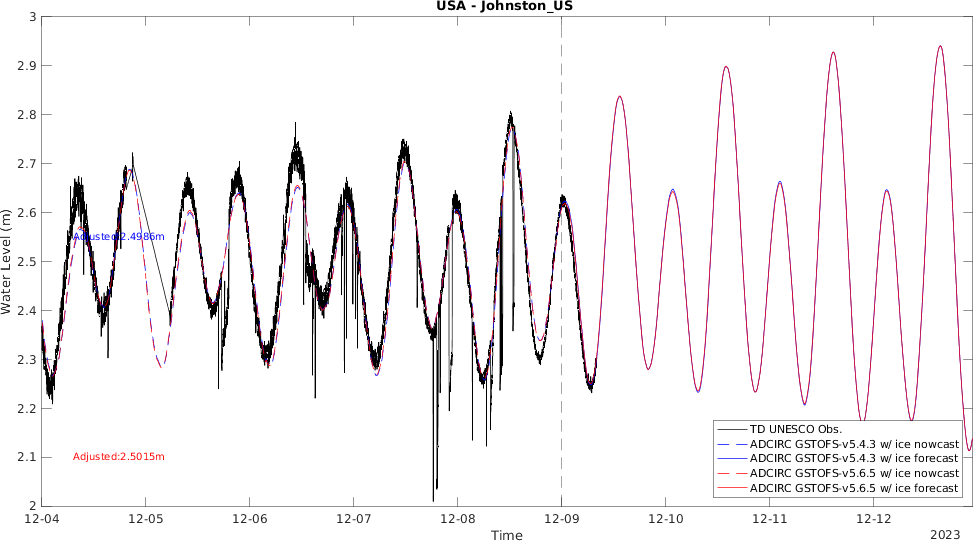 USA - Johnston_US
3
2.9
2.8
2.7
2.6
2.5
2.4
2.3
2.2
2.1
2
Water Level (m)
Adjusted:2.4986m
Adjusted:2.5015m
TD UNESCO Obs.
ADCIRC GSTOFS-v5.4.3 w/ ice nowcast
ADCIRC GSTOFS-v5.4.3 w/ ice forecast
ADCIRC GSTOFS-v5.6.5 w/ ice nowcast
ADCIRC GSTOFS-v5.6.5 w/ ice forecast
12-04 12-05 12-06 12-07 12-08 12-09 12-10 12-11 12-12
Time
2023